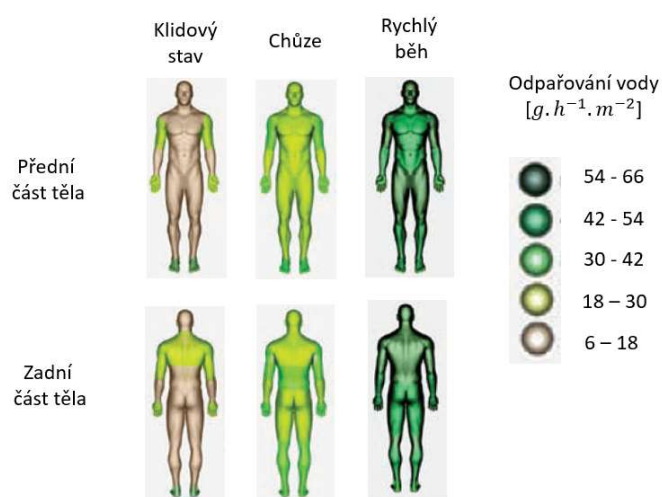 Klidový
stav
Chůze
Rychlý
běh
Odpařování vody
[g.h⁻¹.m⁻²]
Přední
část těla
54 - 66
42 - 54
30 - 42
18 – 30
6 – 18
Zadní
část těla